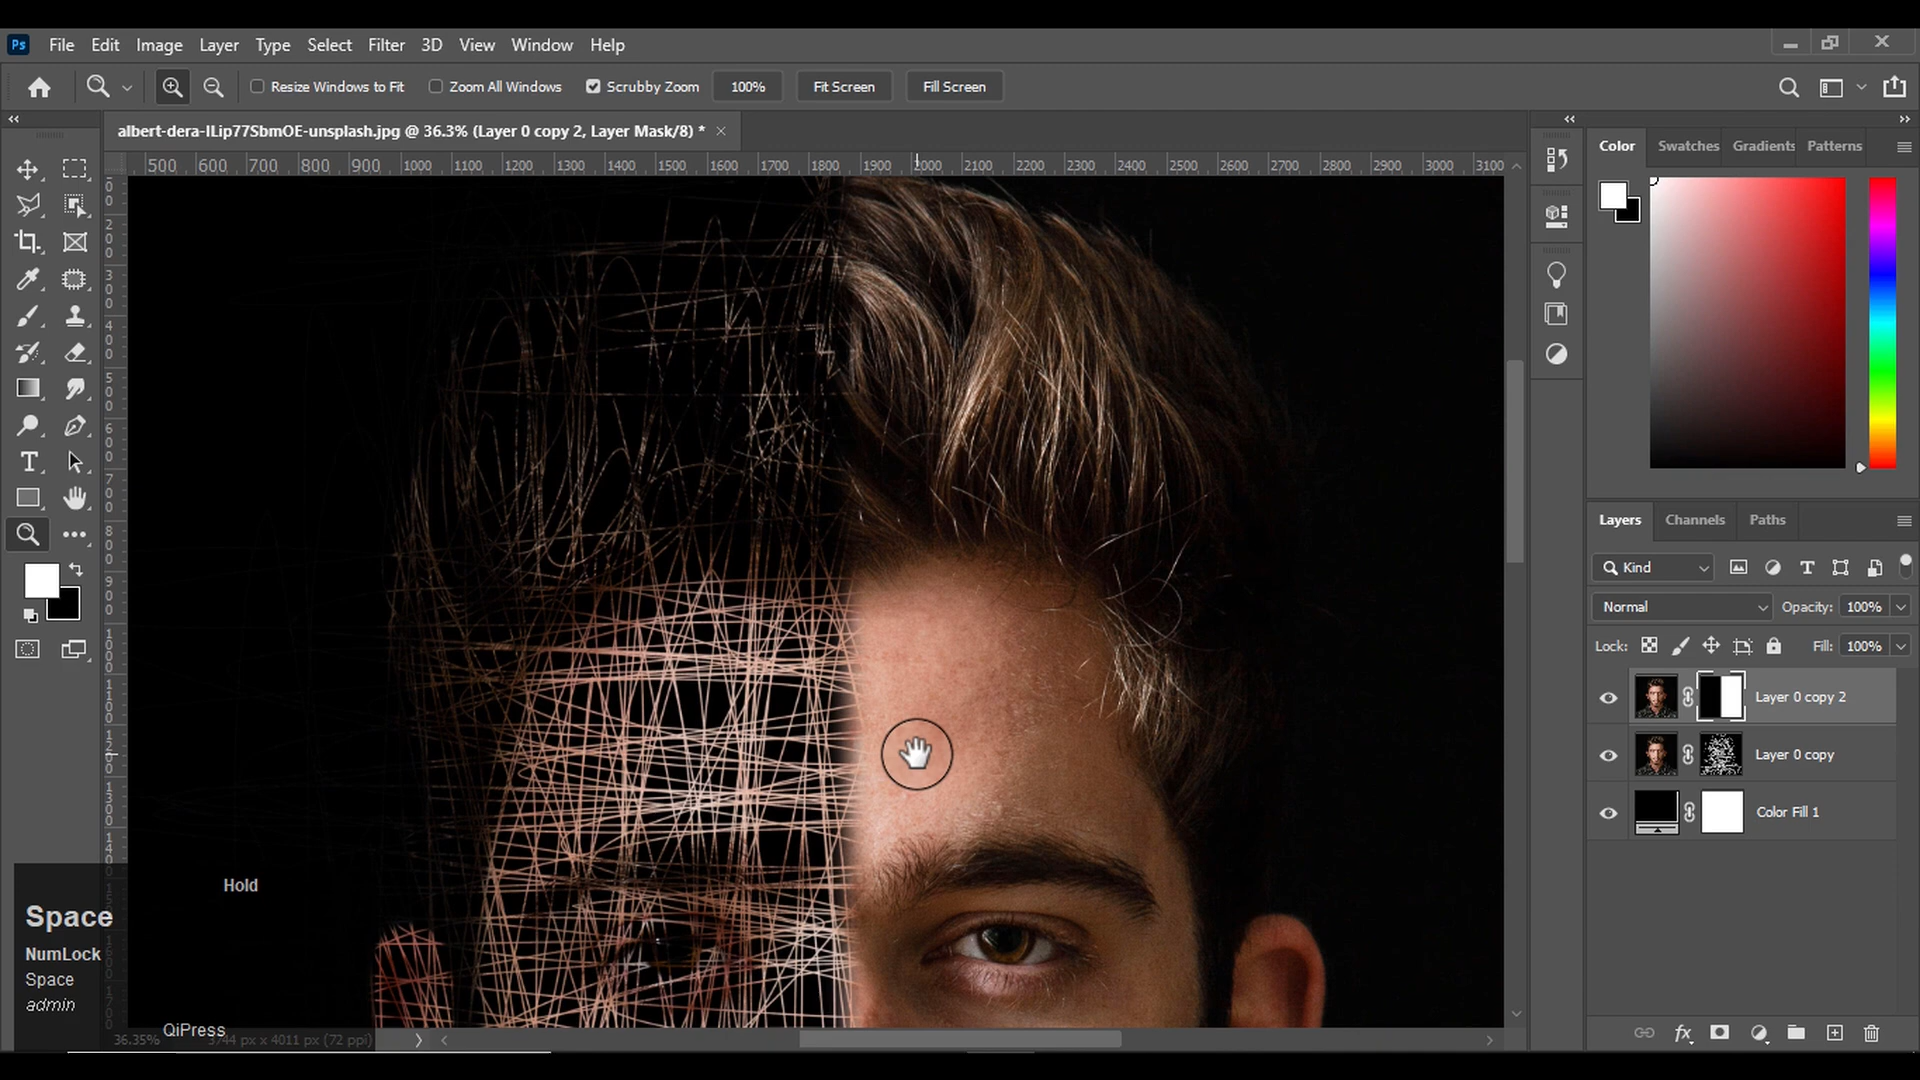 Ps File Edit Image Layer Type Select Filter 3D View Window Help
Resize Windows to Fit Zoom All Windows Scrubby Zoom 100% Fit Screen Fill Screen
albert-dera-ILip77SbmOE-unsplash.jpg @ 36.3% (Layer 0 copy 2, Layer Mask/8) *
500 600 700 800 900 1000 1100 1200 1300 1400 1500 1600 1700 1800 1900 2000 2100 2200 2300 2400 2500 2600 2700 2800 2900 3000 3100
Color Swatches Gradients Patterns
Layers Channels Paths
Kind
Normal Opacity: 100%
Lock: Fill: 100%
Layer 0 copy 2
Layer 0 copy
Color Fill 1
Hold
Space
NumLock
Space
admin
QiPress
36.35% 3744 px x 4011 px (72 ppi)